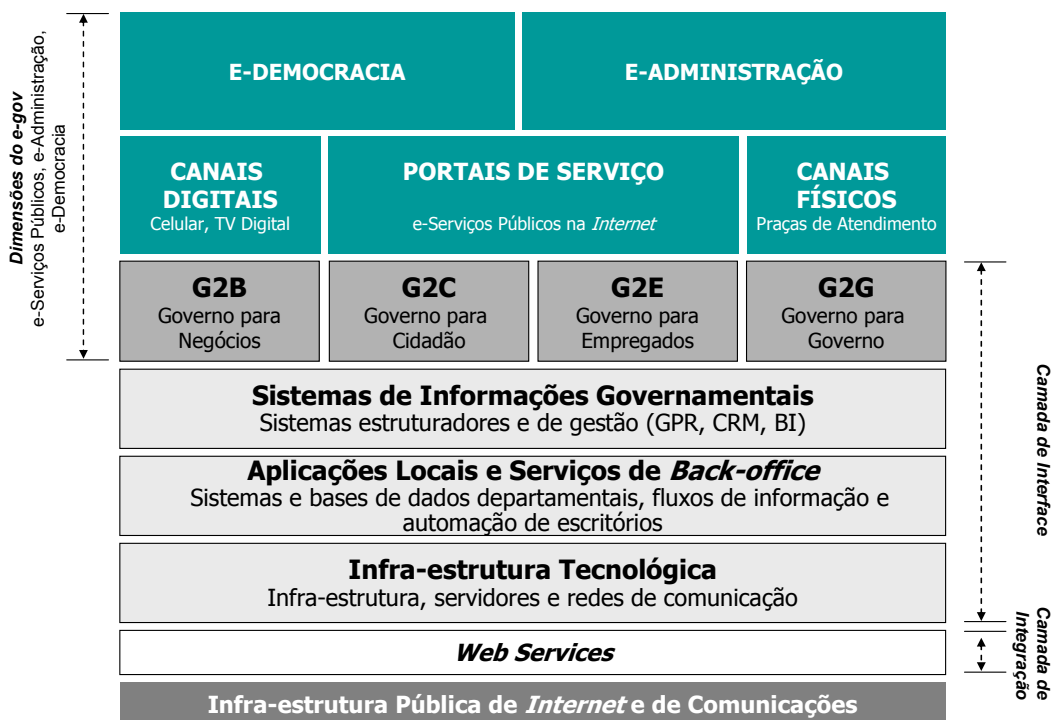 Dimensões do e-gov
e-Serviços Públicos, e-Administração,
e-Democracia
E-DEMOCRACIA
E-ADMINISTRAÇÃO
CANAIS
DIGITAIS
Celular, TV Digital
PORTAIS DE SERVIÇO
e-Serviços Públicos na Internet
CANAIS
FÍSICOS
Praças de Atendimento
G2B
Governo para
Negócios
G2C
Governo para
Cidadão
G2E
Governo para
Empregados
G2G
Governo para
Governo
Sistemas de Informações Governamentais
Sistemas estruturadores e de gestão (GPR, CRM, BI)
Aplicações Locais e Serviços de Back-office
Sistemas e bases de dados departamentais, fluxos de informação e
automação de escritórios
Infra-estrutura Tecnológica
Infra-estrutura, servidores e redes de comunicação
Camada de Interface
Web Services
Camada de
Integração
Infra-estrutura Pública de Internet e de Comunicações